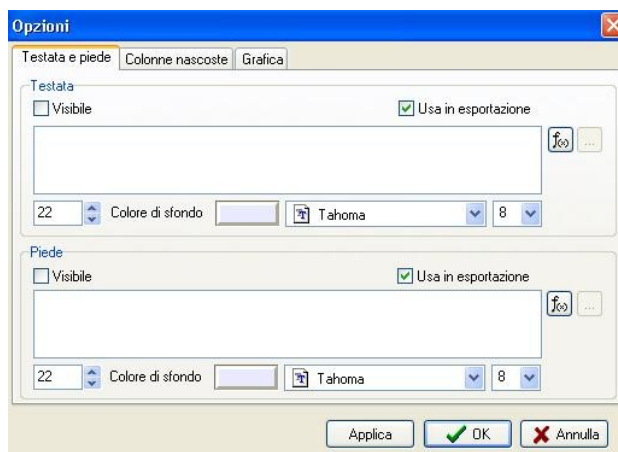 Opzioni
Testata e piede Colonne nascoste Grafica
Testata
Visibile Usa in esportazione
f(x) ...
22 Colore di sfondo Tahoma 8
Piede
Visibile Usa in esportazione
f(x) ...
22 Colore di sfondo Tahoma 8
Applica OK Annulla